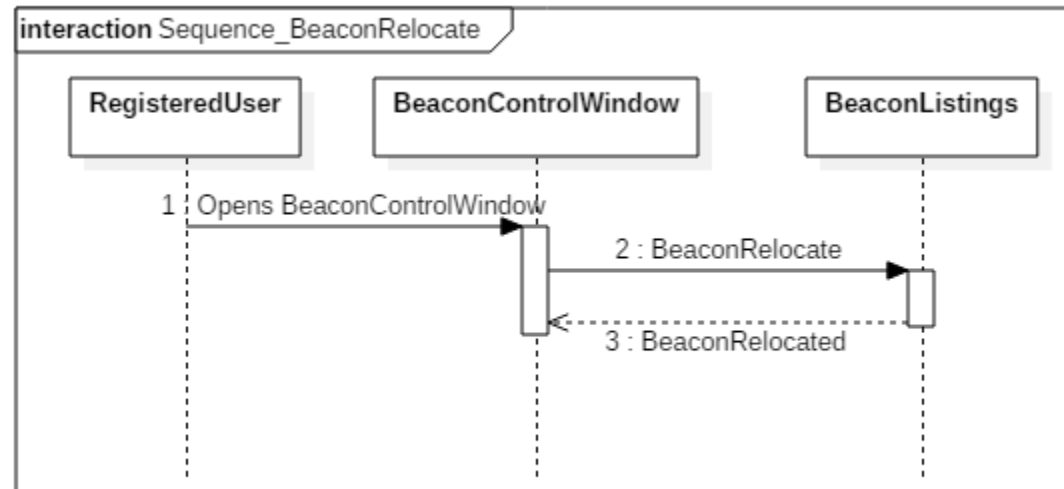 interaction Sequence_BeaconRelocate
RegisteredUser
BeaconControlWindow
BeaconListings
1 : Opens BeaconControlWindow
2 : BeaconRelocate
3 : BeaconRelocated